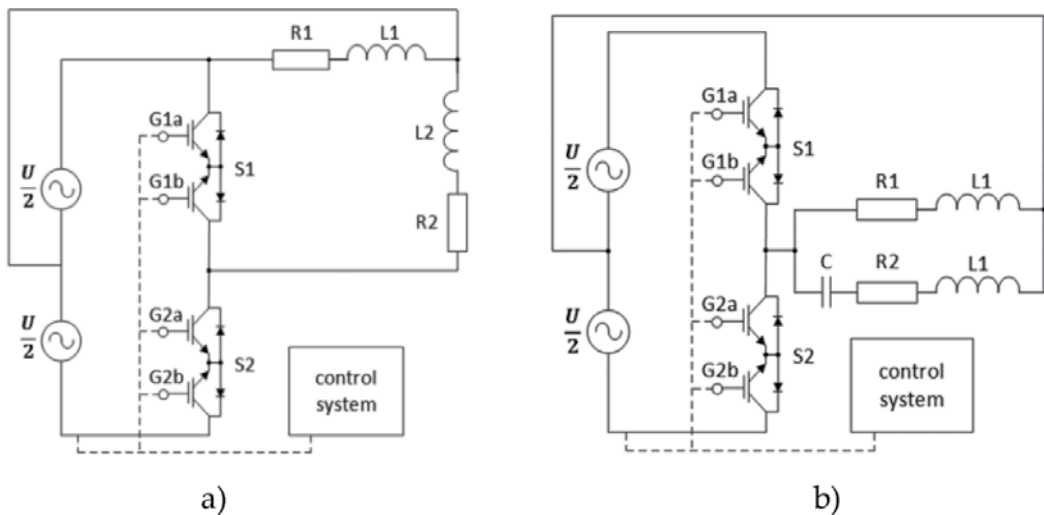 R1
L1
G1a
L2
G1b
S1
U
2
R2
G2a
U
2
S2
G2b
control
system
a)
G1a
S1
G1b
U
2
R1
L1
C
R2
L1
G2a
U
2
S2
G2b
control
system
b)